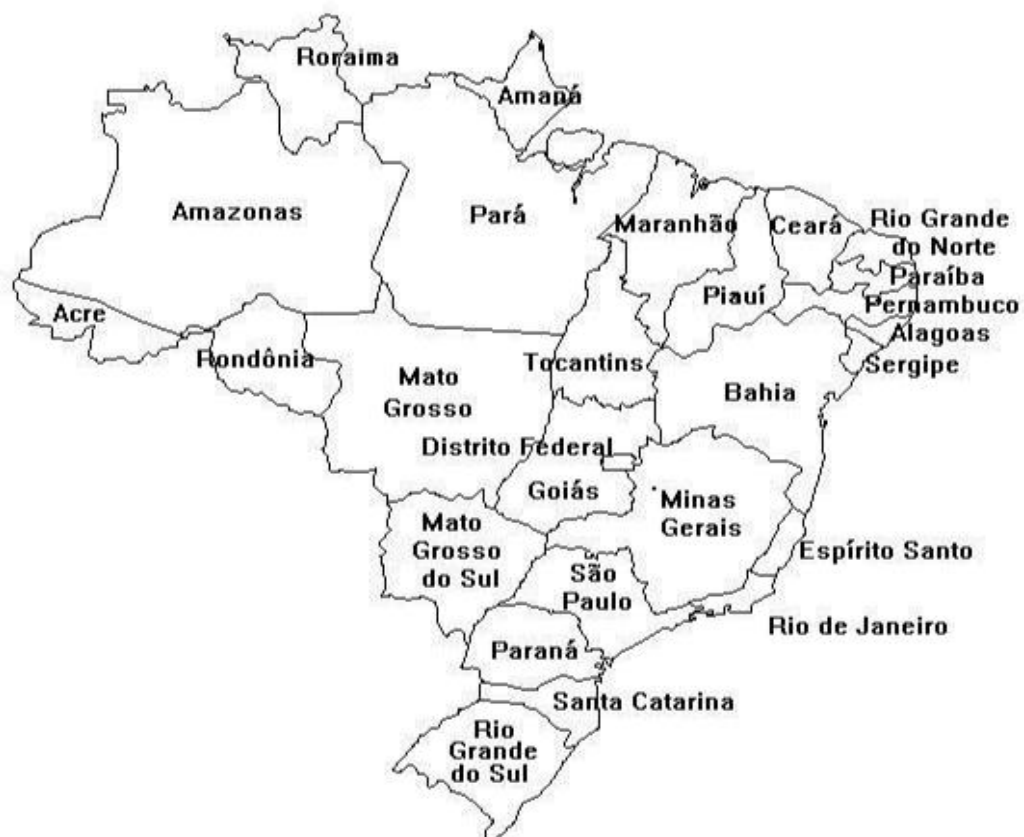 Roraima
Amaná
Amazonas
Pará
Maranhão
Ceará
Rio Grande
do Norte
Paraíba
Piauí
Pernambuco
Acre
Alagoas
Rondônia
Tocantins
Sergipe
Mato
Grosso
Bahia
Distrito Federal
Goiás
Minas
Gerais
Mato
Grosso
do Sul
Espírito Santo
São
Paulo
Rio de Janeiro
Paraná
Santa Catarina
Rio
Grande
do Sul